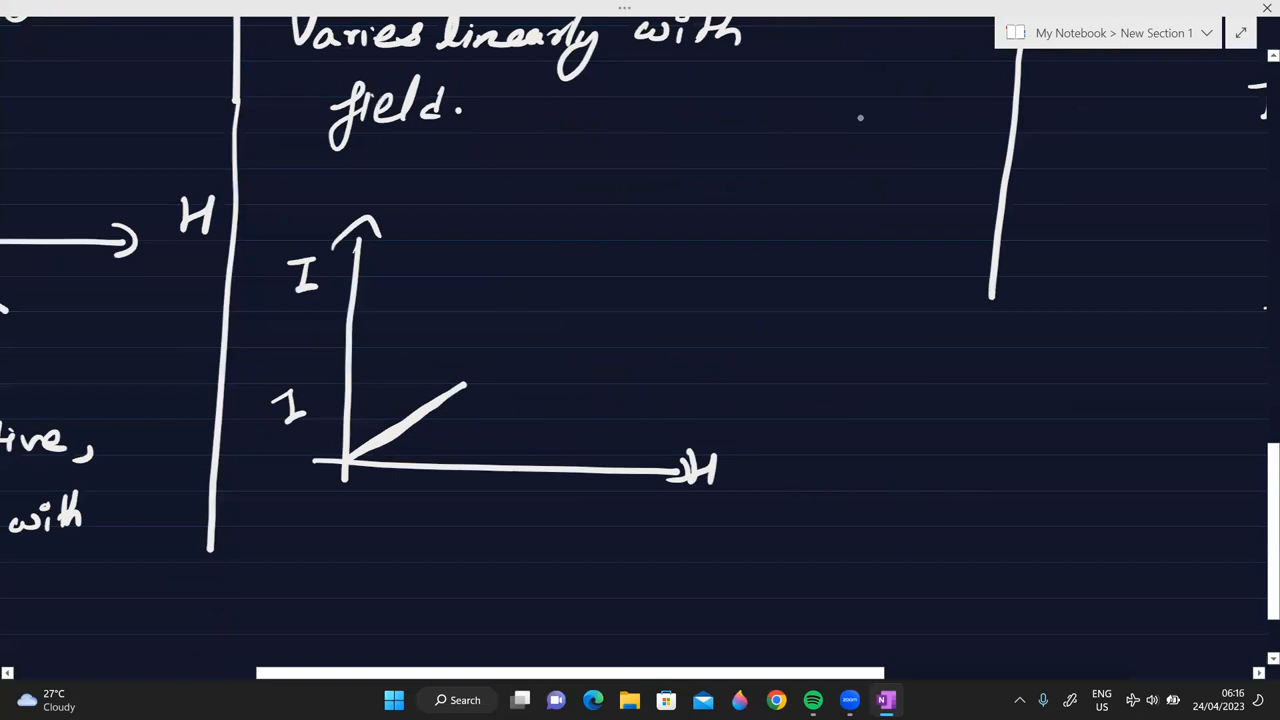 My Notebook > New Section 1
Varies linearly with
field.
H
I
I
H
with
27°C
Cloudy
Search
zoom
ENG
US
06:16
24/04/2023